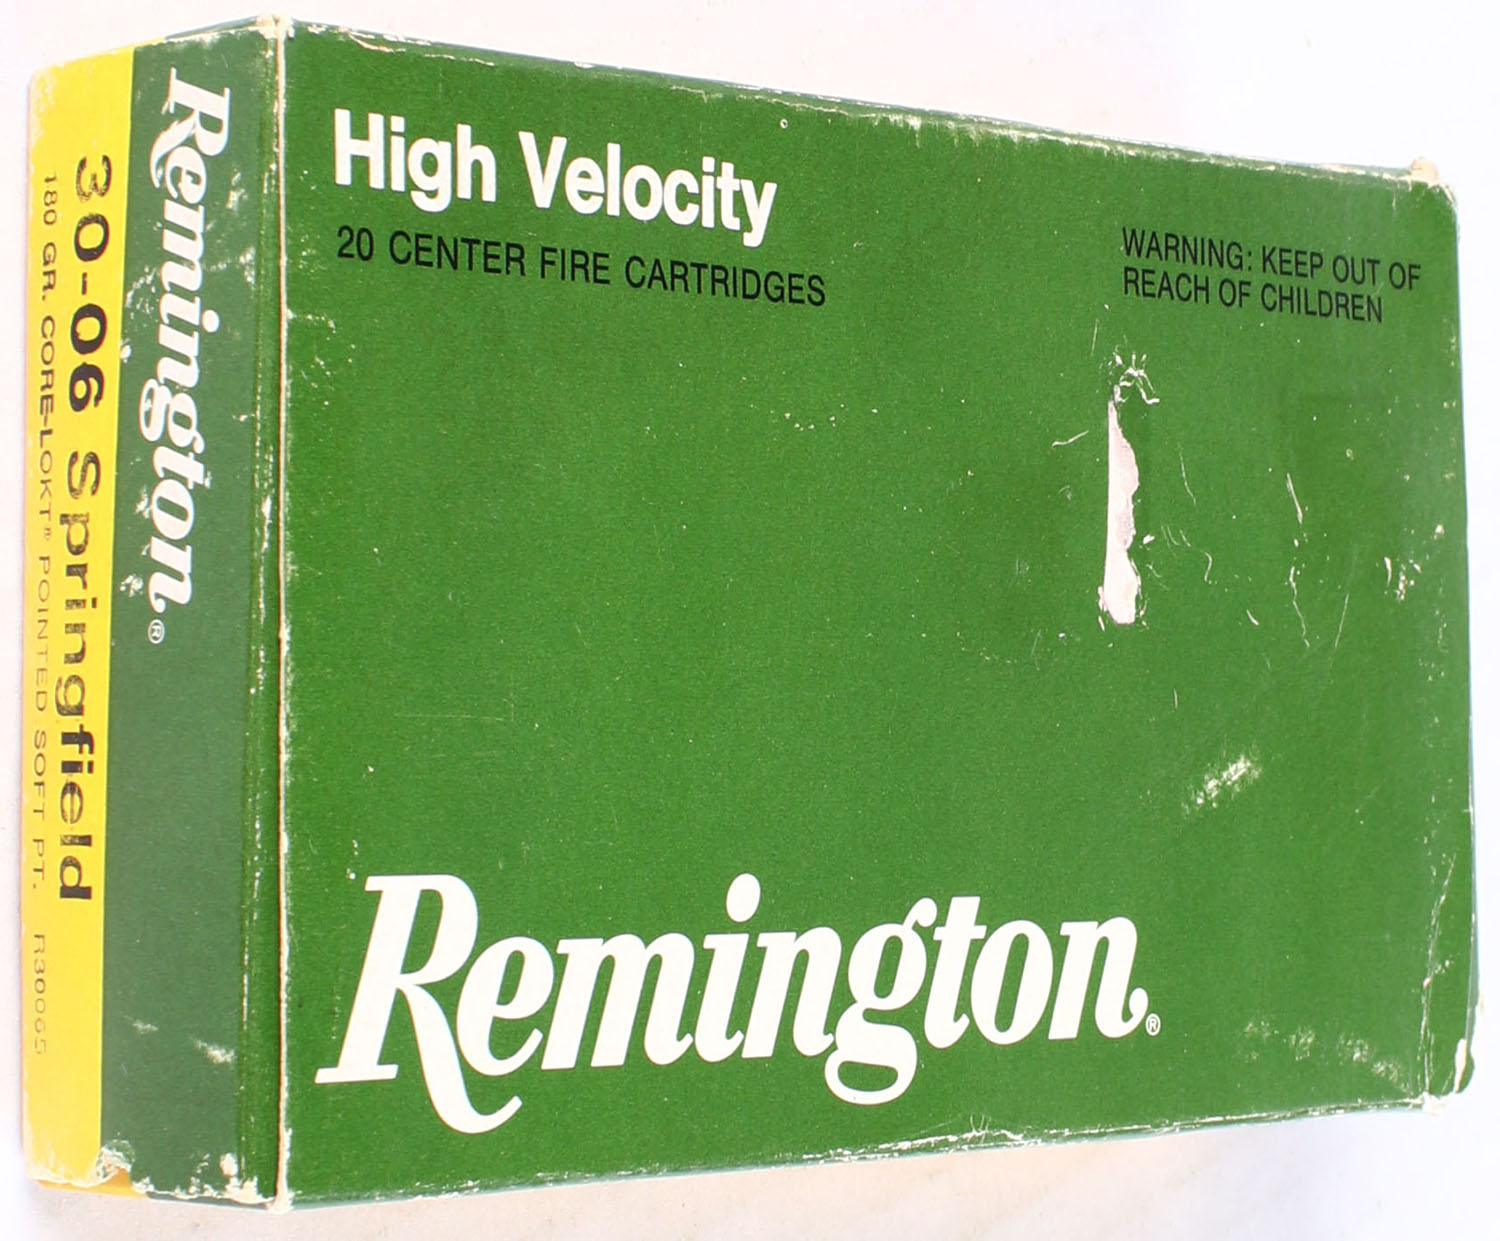 High Velocity
20 CENTER FIRE CARTRIDGES
WARNING: KEEP OUT OF
REACH OF CHILDREN
Remington®
Remington®
30-06 Springfield
180 GR. CORE-LOKT® POINTED SOFT PT. R30065